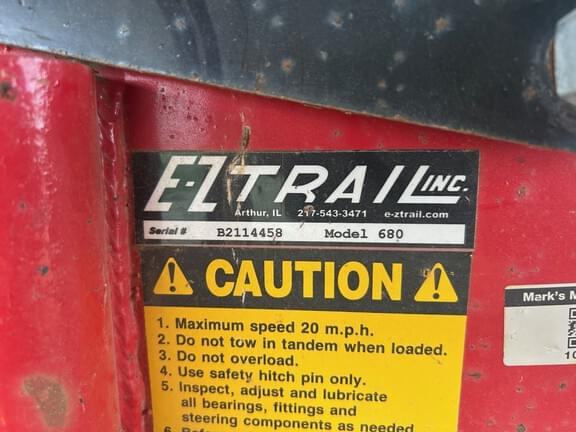 E-Z TRAIL INC.
Arthur, IL 217-543-3471 e-ztrail.com
Serial # B2114458 Model 680
CAUTION
1. Maximum speed 20 m.p.h.
2. Do not tow in tandem when loaded.
3. Do not overload.
4. Use safety hitch pin only.
5. Inspect, adjust and lubricate
all bearings, fittings and
steering components as needed
6.
Mark's M
10